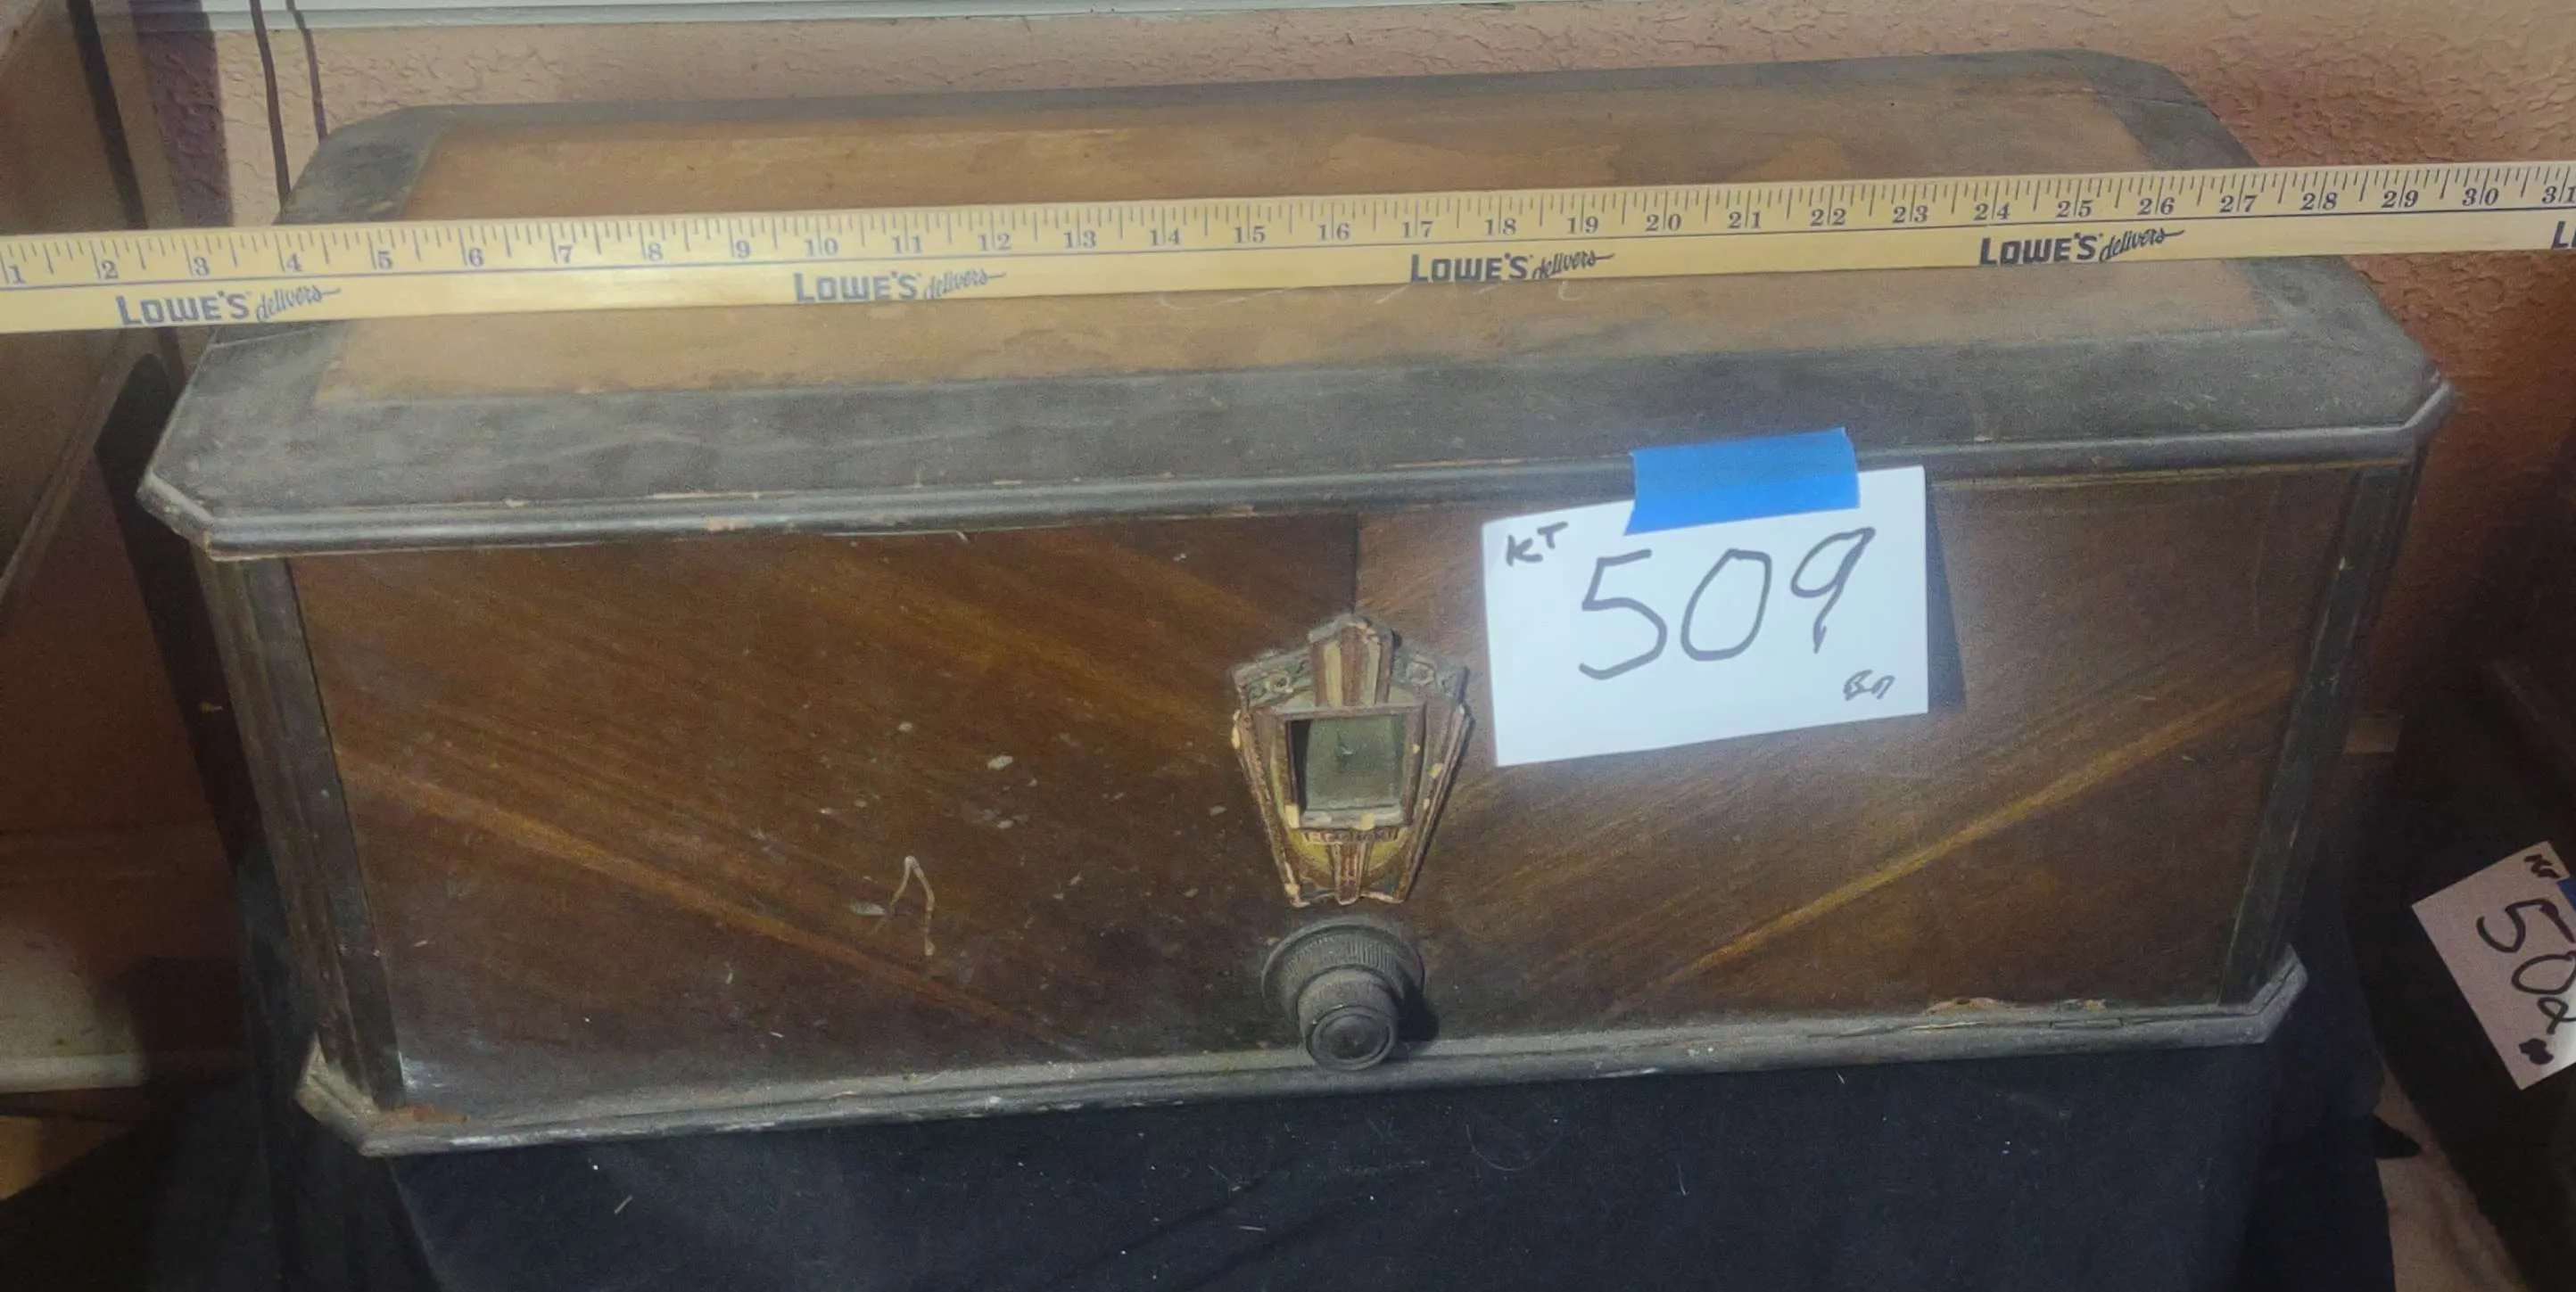 1 2 3 4 5 6 7 8 9 10 11 12 13 14 15 16 17 18 19 20 21 22 23 24 25 26 27 28 29 30 31
LOWE'S delivers LOWE'S delivers LOWE'S delivers LOWE'S delivers L
KT
509